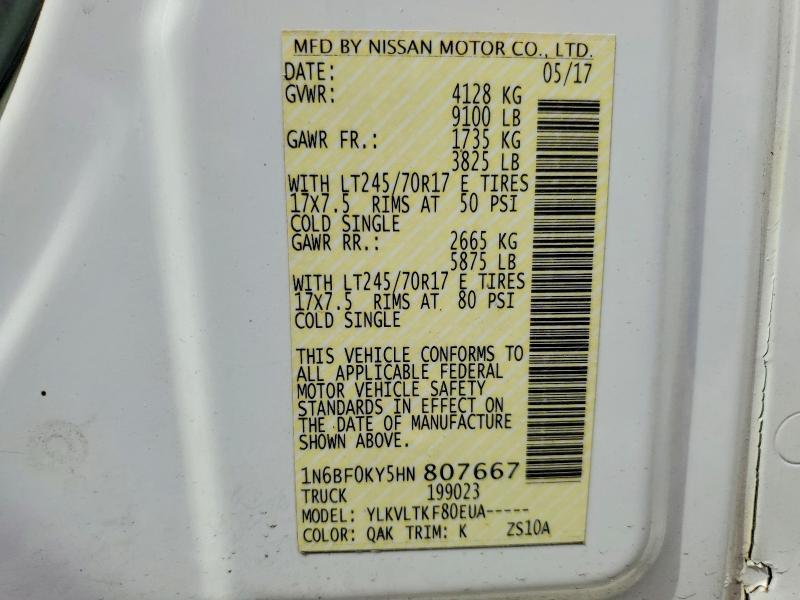 MFD BY NISSAN MOTOR CO., LTD.
DATE: 05/17
GVWR: 4128 KG
9100 LB
GAWR FR.: 1735 KG
3825 LB
WITH LT245/70R17 E TIRES
17X7.5 RIMS AT 50 PSI
COLD SINGLE
GAWR RR.: 2665 KG
5875 LB
WITH LT245/70R17 E TIRES
17X7.5 RIMS AT 80 PSI
COLD SINGLE
THIS VEHICLE CONFORMS TO
ALL APPLICABLE FEDERAL
MOTOR VEHICLE SAFETY
STANDARDS IN EFFECT ON
THE DATE OF MANUFACTURE
SHOWN ABOVE.
1N6BF0KY5HN 807667
TRUCK 199023
MODEL: YLKVLTKF80EUA-----
COLOR: QAK TRIM: K ZS10A